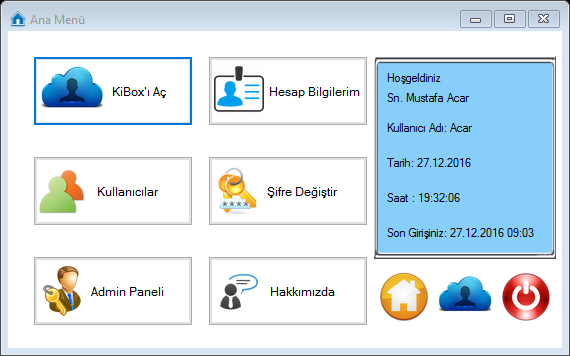 Ana Menü
KiBox'ı Aç
Hesap Bilgilerim
Kullanıcılar
Şifre Değiştir
Admin Paneli
Hakkımızda
Hoşgeldiniz
Sn. Mustafa Acar
Kullanıcı Adı: Acar
Tarih: 27.12.2016
Saat : 19:32:06
Son Girişiniz: 27.12.2016 09:03